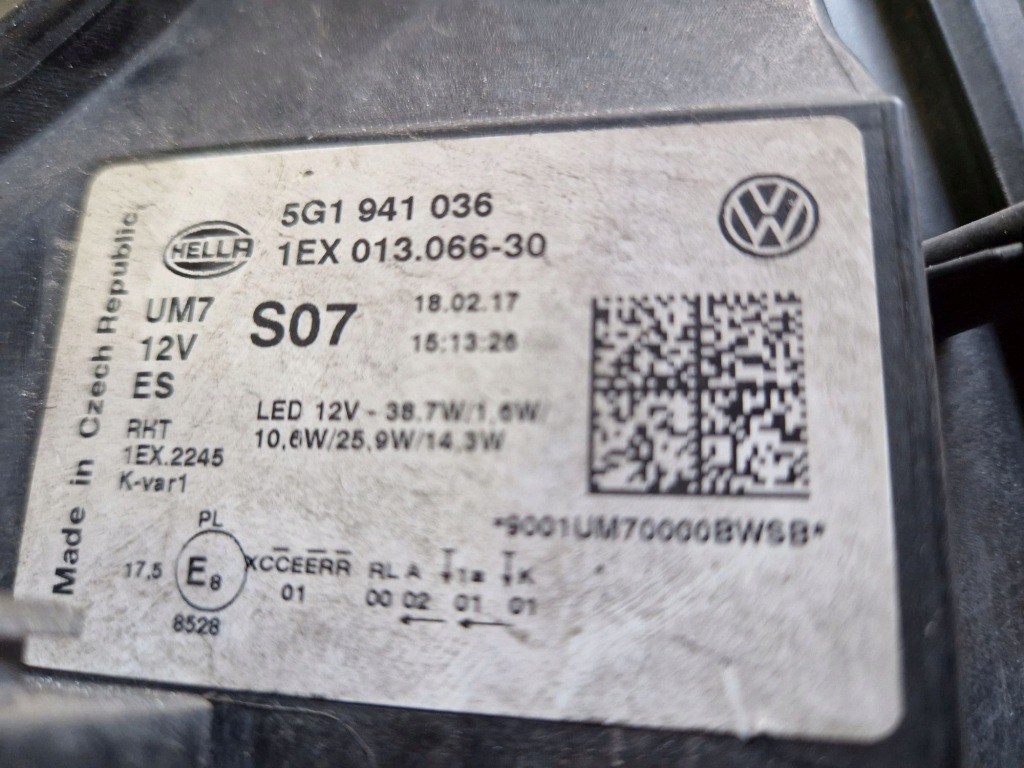 5G1 941 036
HELLA
1EX 013.066-30
Made in Czech Republic
UM7
S07
18.02.17
12V
15:13:26
ES
LED 12V - 38.7W/1,6W/
10,6W/25,9W/14,3W
RKT
1EX.2245
K-var1
*9001UM70000BWSB*
PL
17,5
E8
XCCEERR RL A 1a K
01 00 02 01 01
8528